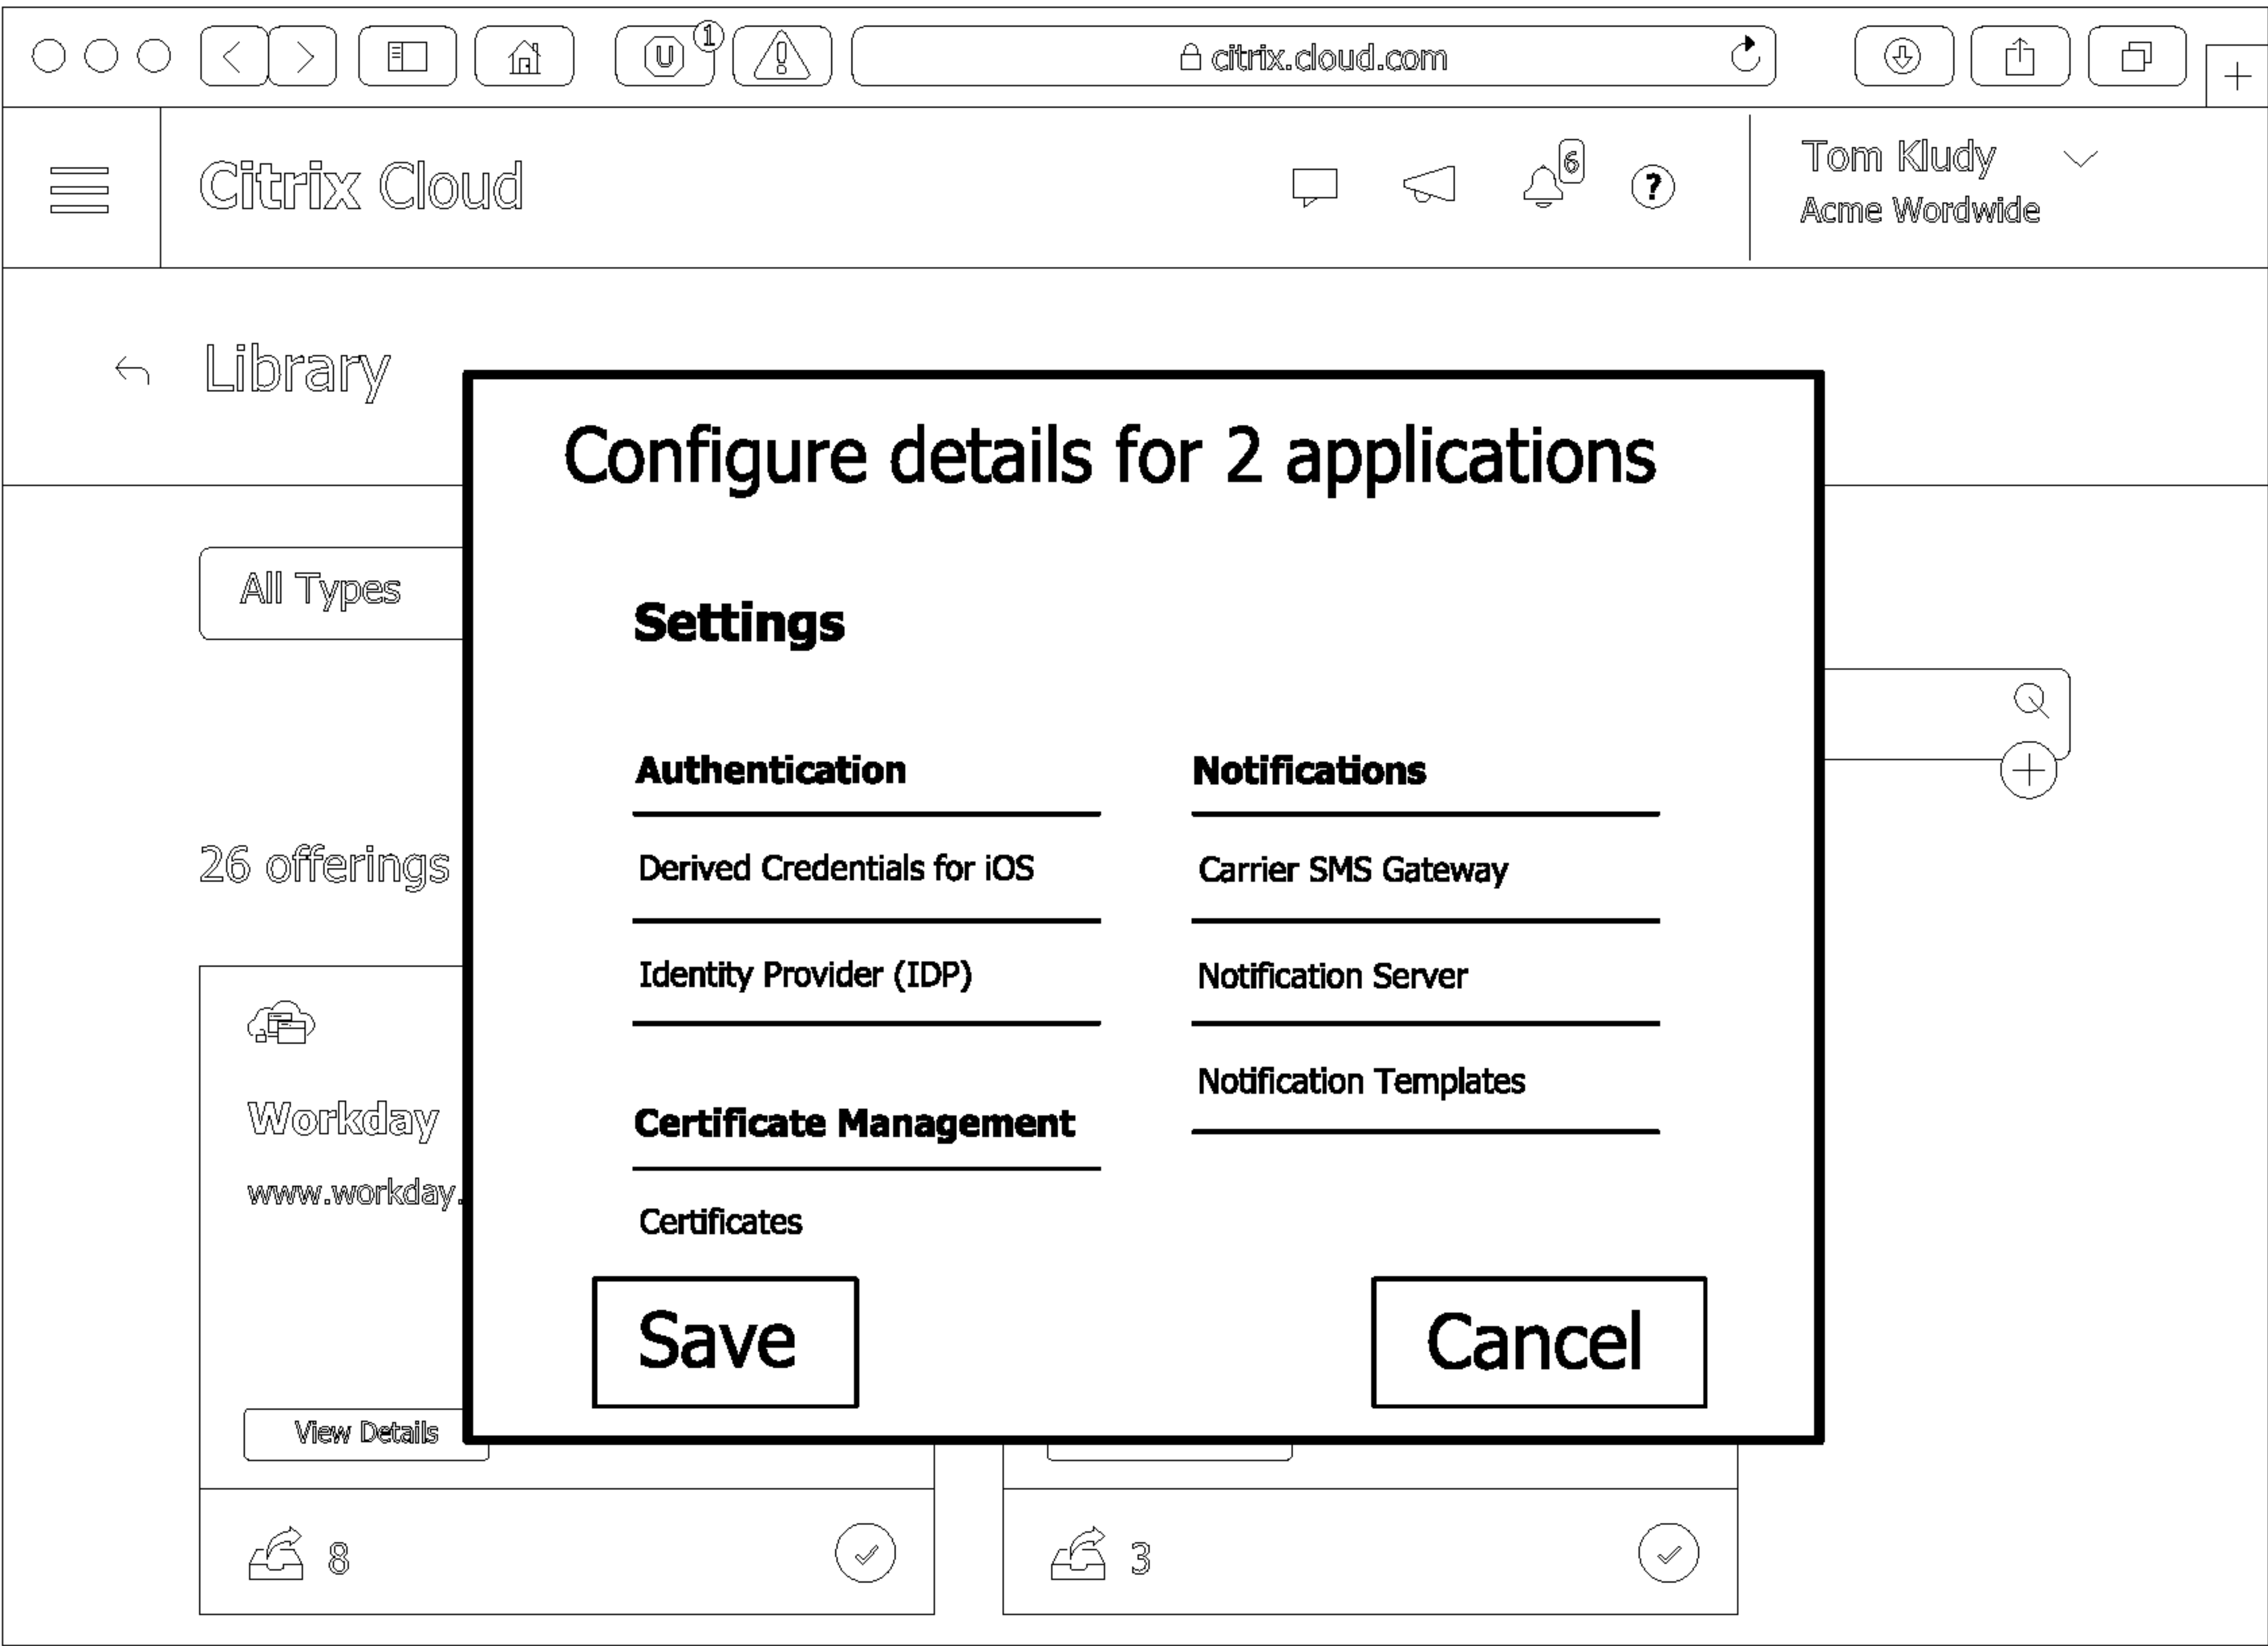 U
1
citrix.cloud.com
Citrix Cloud
6
?
Tom Kludy
Acme Wordwide
Library
Configure details for 2 applications
All Types
Settings
Authentication
Derived Credentials for iOS
Identity Provider (IDP)
Certificate Management
Certificates
Notifications
Carrier SMS Gateway
Notification Server
Notification Templates
Save
Cancel
26 offerings
Workday
www.workday.
View Details
8
3